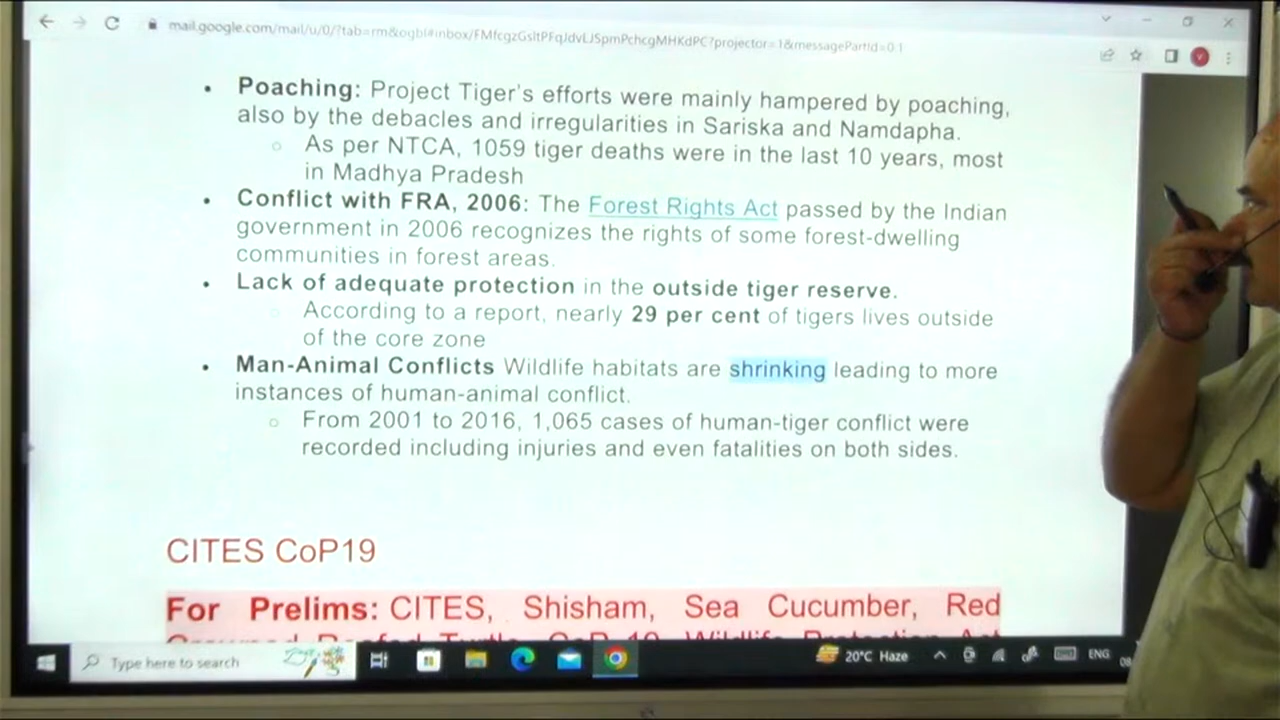 mail.google.com/mail/u/0/?tab=rm&ogbl#inbox/FMfcgzGsltPFqJdvLJSpmPchcgMHKdPC?projector=1&messagePartId=0.1
• Poaching: Project Tiger's efforts were mainly hampered by poaching,
also by the debacles and irregularities in Sariska and Namdapha.
○ As per NTCA, 1059 tiger deaths were in the last 10 years, most
in Madhya Pradesh
• Conflict with FRA, 2006: The Forest Rights Act passed by the Indian
government in 2006 recognizes the rights of some forest-dwelling
communities in forest areas.
• Lack of adequate protection in the outside tiger reserve.
○ According to a report, nearly 29 per cent of tigers lives outside
of the core zone
• Man-Animal Conflicts Wildlife habitats are shrinking leading to more
instances of human-animal conflict.
○ From 2001 to 2016, 1,065 cases of human-tiger conflict were
recorded including injuries and even fatalities on both sides.
CITES CoP19
For Prelims: CITES, Shisham, Sea Cucumber, Red
Type here to search
20°C Haze
ENG